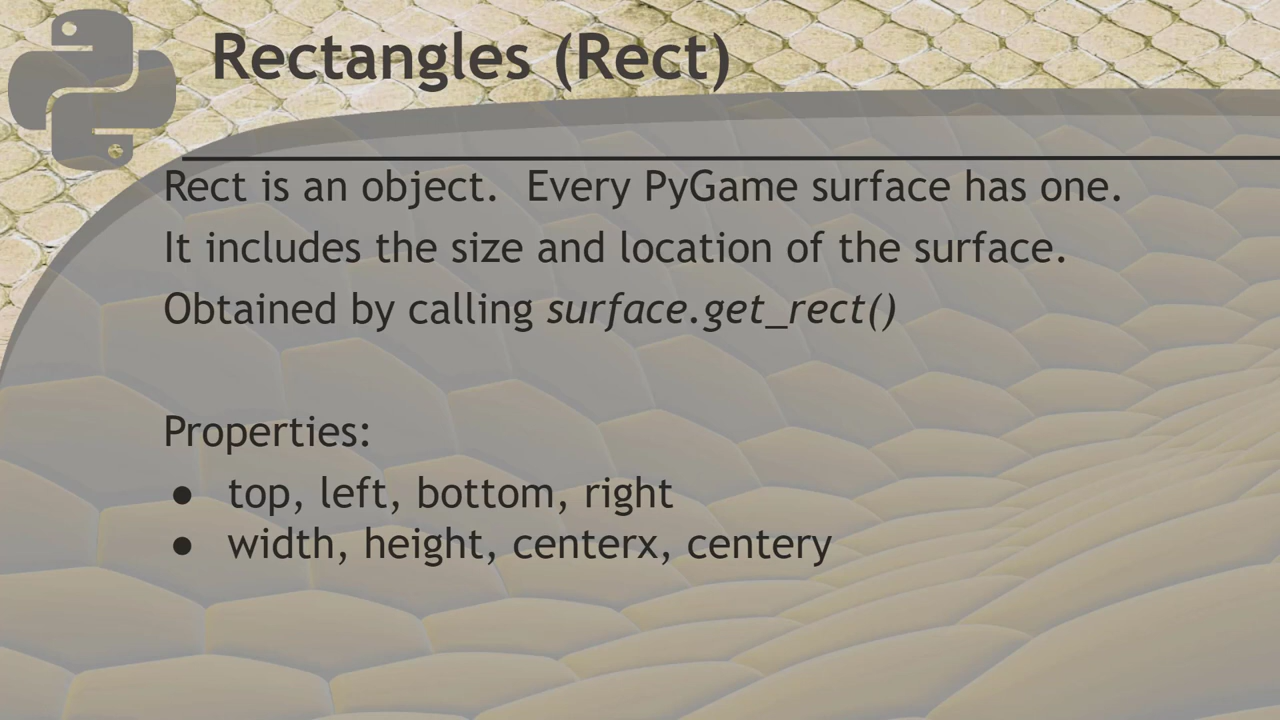 Rectangles (Rect)
Rect is an object.  Every PyGame surface has one.
It includes the size and location of the surface.
Obtained by calling surface.get_rect()
Properties:
● top, left, bottom, right
● width, height, centerx, centery